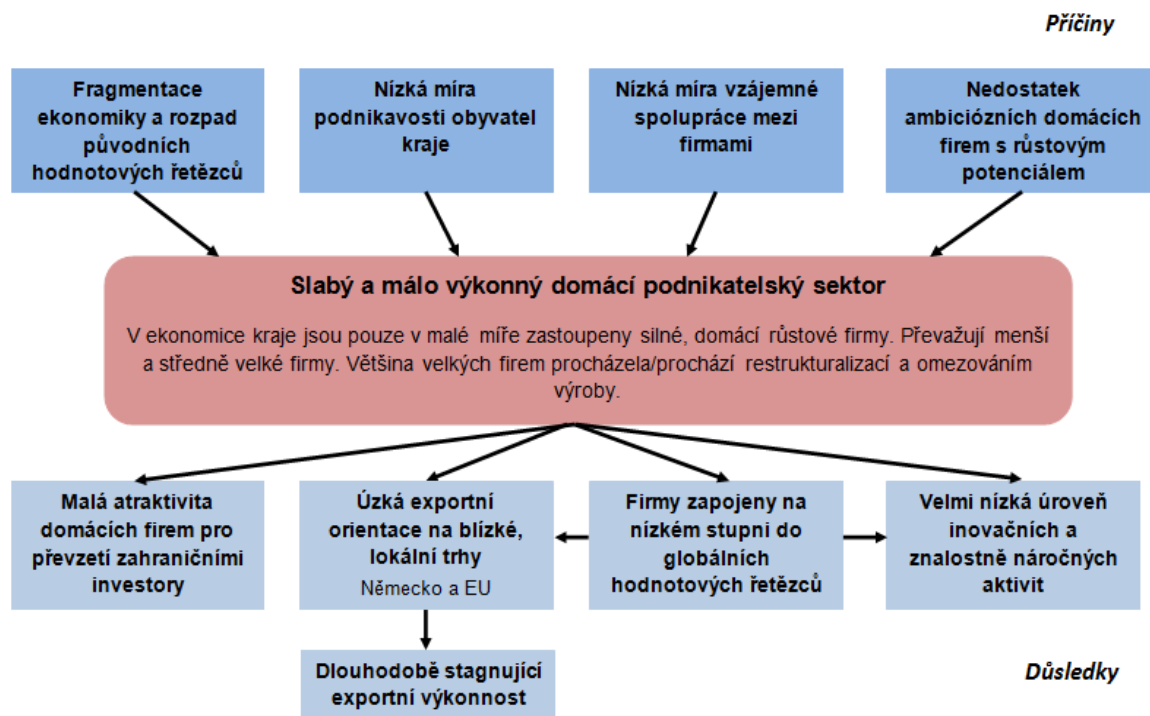 Příčiny
Fragmentace
ekonomiky a rozpad
původních
hodnotových řetězců
Nízká míra
podnikavosti obyvatel
kraje
Nízká míra vzájemné
spolupráce mezi
firmami
Nedostatek
ambiciózních domácích
firem s růstovým
potenciálem
Slabý a málo výkonný domácí podnikatelský sektor
V ekonomice kraje jsou pouze v malé míře zastoupeny silné, domácí růstové firmy. Převažují menší
a středně velké firmy. Většina velkých firem procházela/prochází restrukturalizací a omezováním
výroby.
Malá atraktivita
domácích firem pro
převzetí zahraničními
investory
Úzká exportní
orientace na blízké,
lokální trhy
Německo a EU
Firmy zapojeny na
nízkém stupni do
globálních
hodnotových řetězců
Velmi nízká úroveň
inovačních a
znalostně náročných
aktivit
Dlouhodobě stagnující
exportní výkonnost
Důsledky